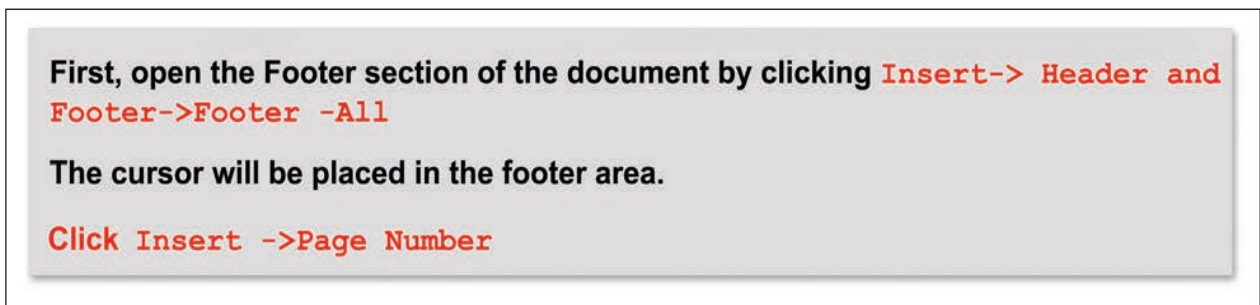 First, open the Footer section of the document by clicking Insert-> Header and
Footer->Footer -All
The cursor will be placed in the footer area.
Click Insert ->Page Number